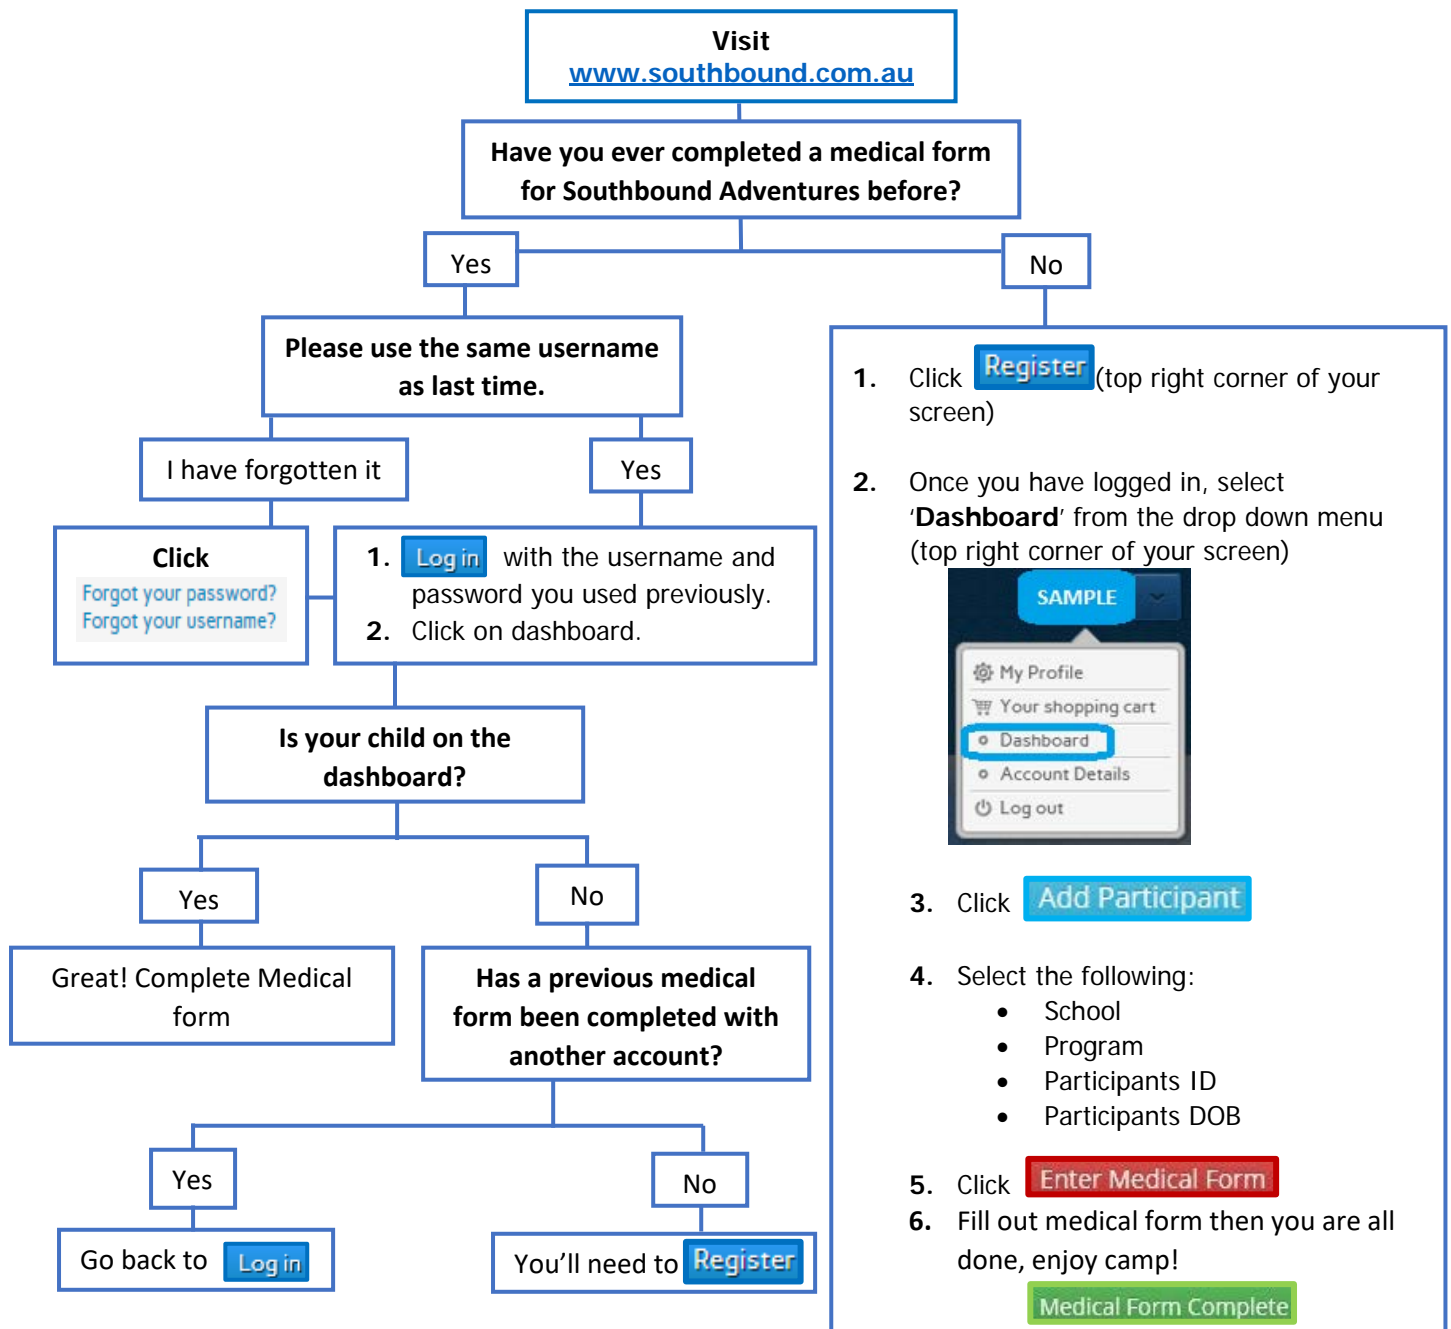 Visit
www.southbound.com.au
Have you ever completed a medical form
for Southbound Adventures before?
Yes
No
Please use the same username
as last time.
I have forgotten it
Yes
Click
Forgot your password?
Forgot your username?
1. Log in with the username and
password you used previously.
2. Click on dashboard.
Is your child on the
dashboard?
Yes
No
Great! Complete Medical
form
Has a previous medical
form been completed with
another account?
Yes
No
Go back to Log in
You'll need to Register
1. Click Register (top right corner of your
screen)
2. Once you have logged in, select
‘Dashboard’ from the drop down menu
(top right corner of your screen)
SAMPLE
My Profile
Your shopping cart
Dashboard
Account Details
Log out
3. Click Add Participant
4. Select the following:
• School
• Program
• Participants ID
• Participants DOB
5. Click Enter Medical Form
6. Fill out medical form then you are all
done, enjoy camp!
Medical Form Complete